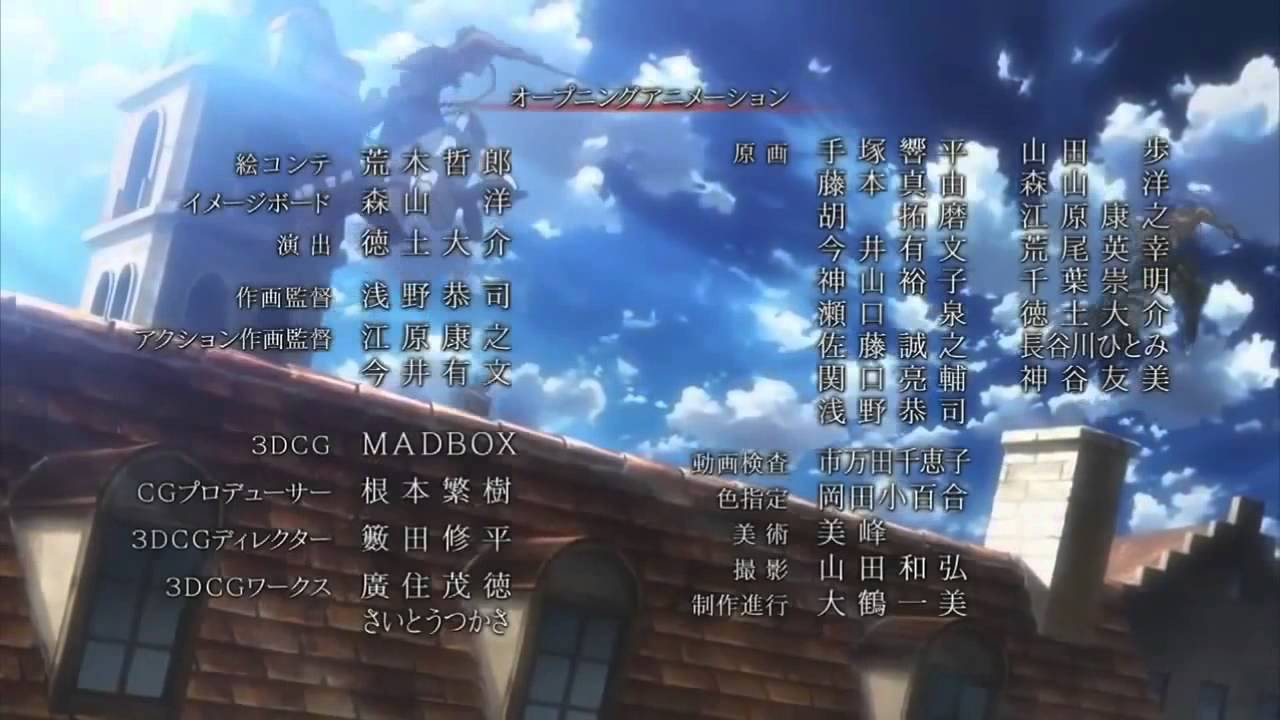 オープニングアニメーション
絵コンテ 荒木哲郎
イメージボード 森山 洋
演出 徳土大介
作画監督 浅野恭司
アクション作画監督 江原康之
今井有文
3DCG MADBOX
CGプロデューサー 根本繁樹
3DCGディレクター 籔田修平
3DCGワークス 廣住茂徳
さいとうつかさ
原画 手塚響平 山田 歩
藤本真由 森山 洋
胡 拓磨 江原康之
今井有文 荒尾英幸
神山裕子 千葉崇明
瀬口 泉 徳土大介
佐藤誠之 長谷川ひとみ
関口亮輔 神谷友美
浅野恭司
動画検査 市万田千恵子
色指定 岡田小百合
美術 美峰
撮影 山田和弘
制作進行 大鶴一美